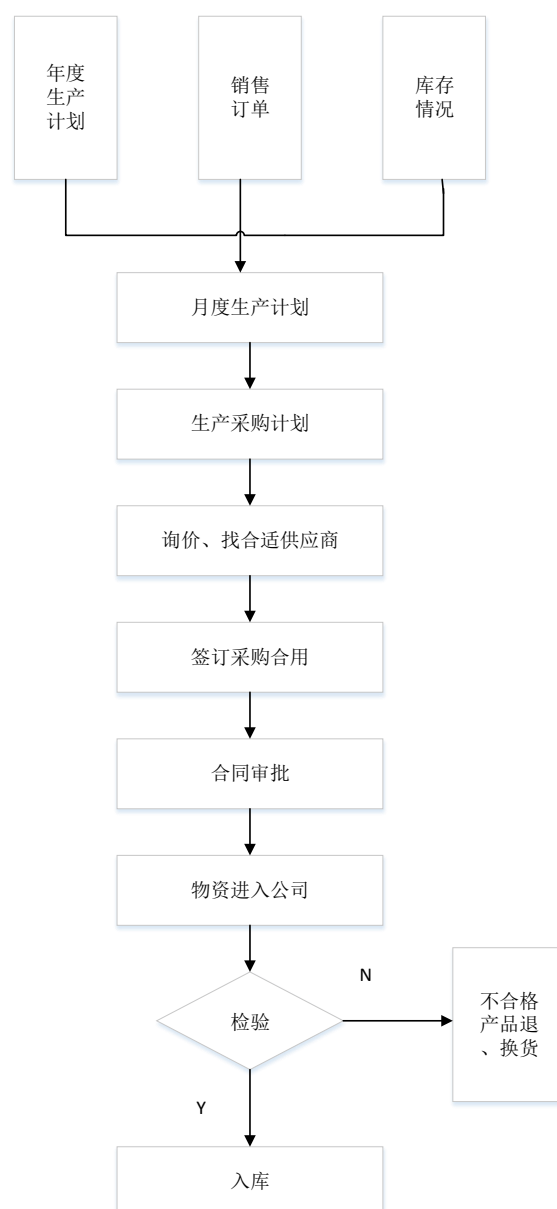 年度
生产
计划
销售
订单
库存
情况
月度生产计划
生产采购计划
询价、找合适供应商
签订采购合用
合同审批
物资进入公司
检验
N
不合格
产品退
、换货
Y
入库